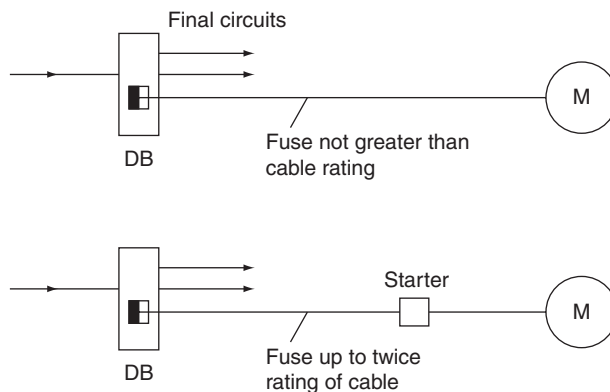 Final circuits
M
DB
Fuse not greater than
cable rating
Starter
M
DB
Fuse up to twice
rating of cable